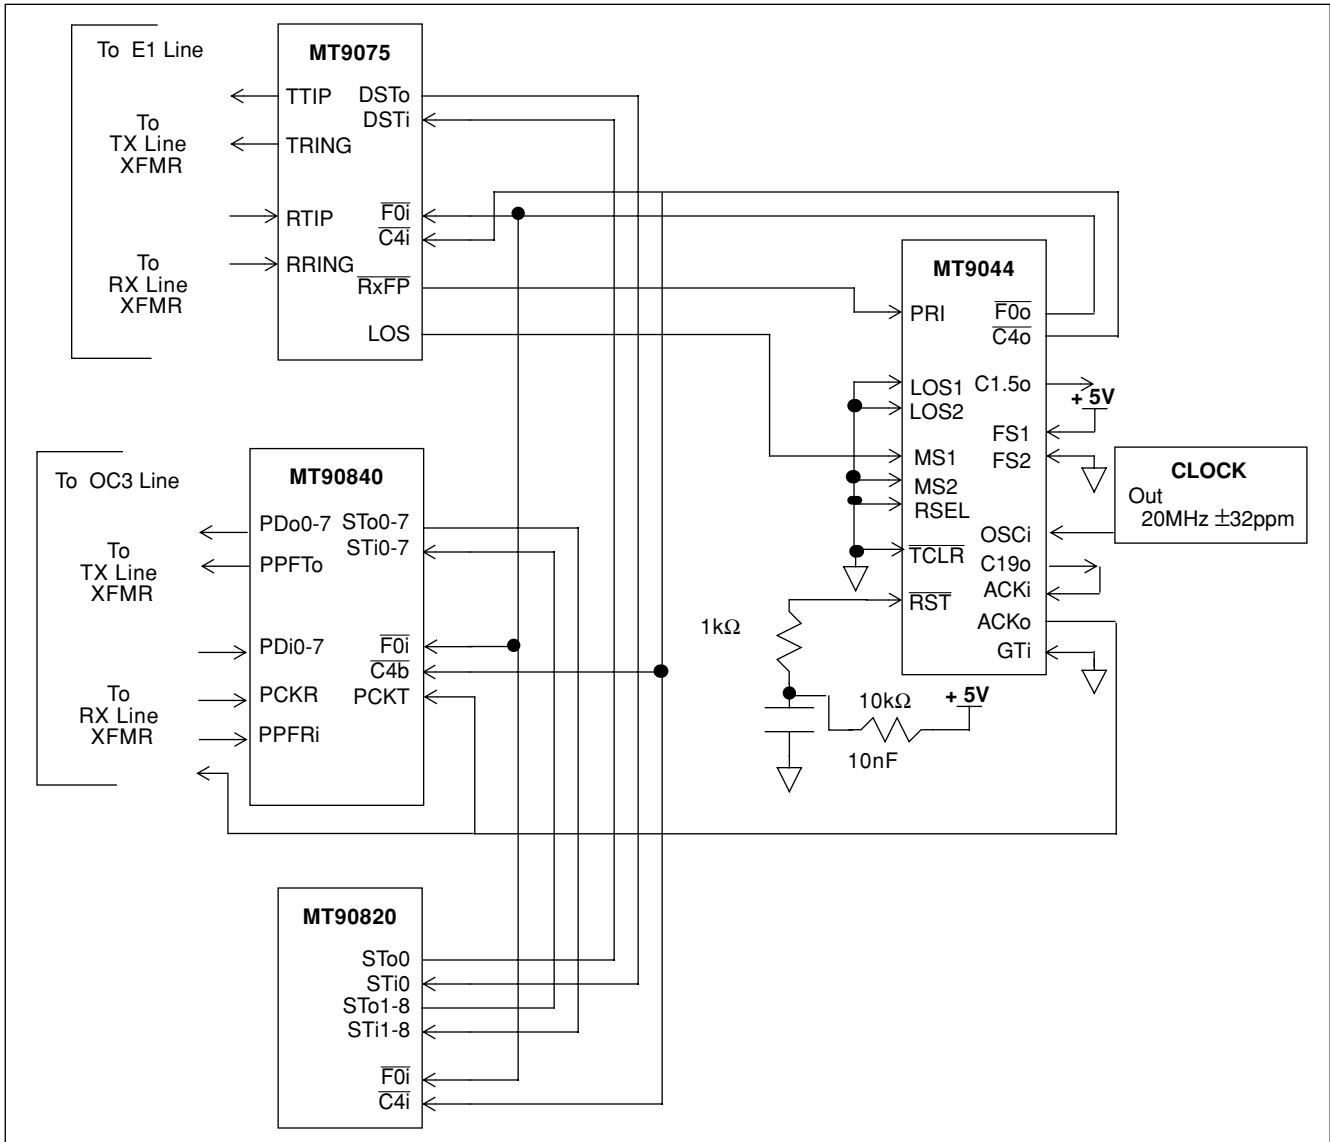 To E1 Line
MT9075
TTIP
DSTo
DSTi
To
TX Line
XFMR
TRING
RTIP
F0i
C4i
To
RX Line
XFMR
RRING
RxFP
LOS
MT9044
PRI
F0o
C4o
LOS1
LOS2
C1.5o
+ 5V
FS1
FS2
MS1
MS2
RSEL
TCLR
RST
OSCi
C19o
ACKi
ACKo
GTi
CLOCK
Out
20MHz ±32ppm
1kΩ
10kΩ
+ 5V
10nF
To OC3 Line
MT90840
PDo0-7
STo0-7
STi0-7
To
TX Line
XFMR
PPFTo
PDi0-7
F0i
C4b
PCKT
To
RX Line
XFMR
PCKR
PPFRi
MT90820
STo0
STi0
STo1-8
STi1-8
F0i
C4i